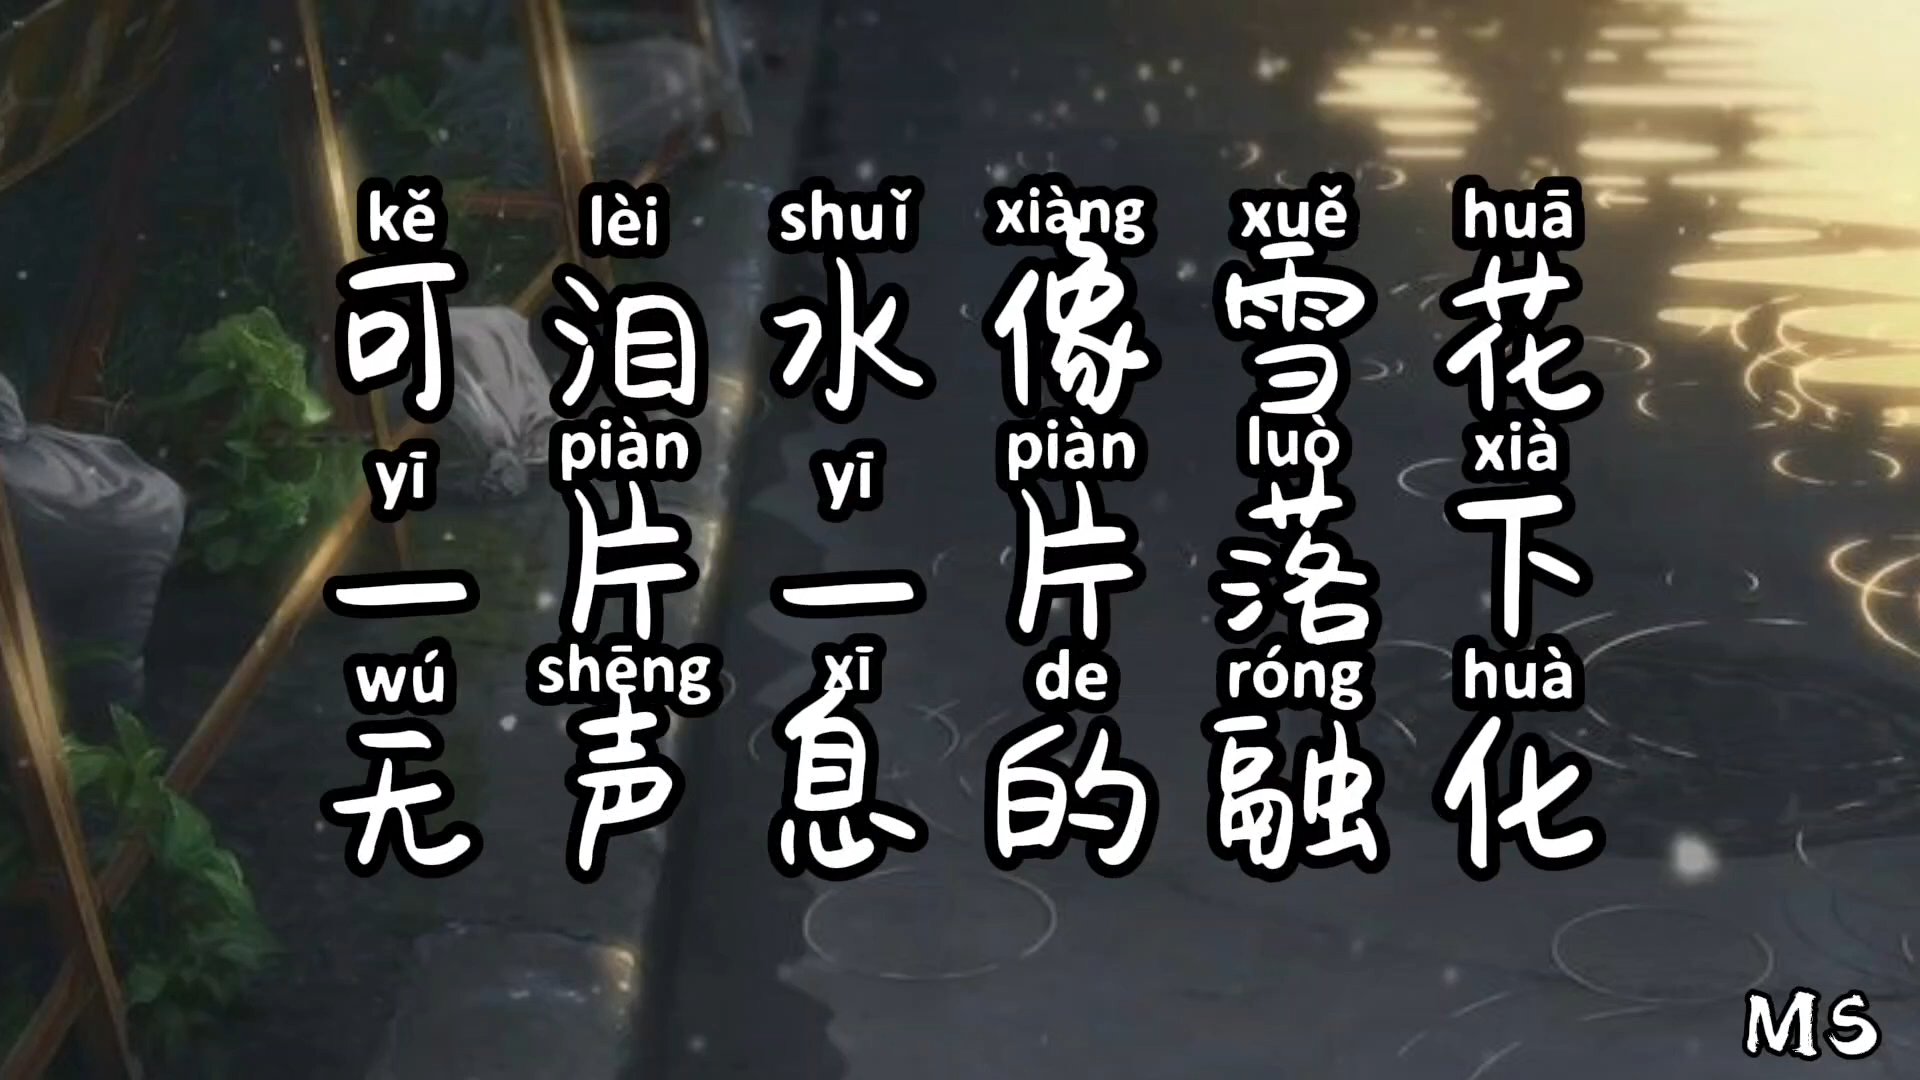 kě lèi shuǐ xiàng xuě huā
可泪水像雪花
yī piàn yī piàn luò xià
一片一片落下
wú shēng xī de róng huà
无声息的融化
MS